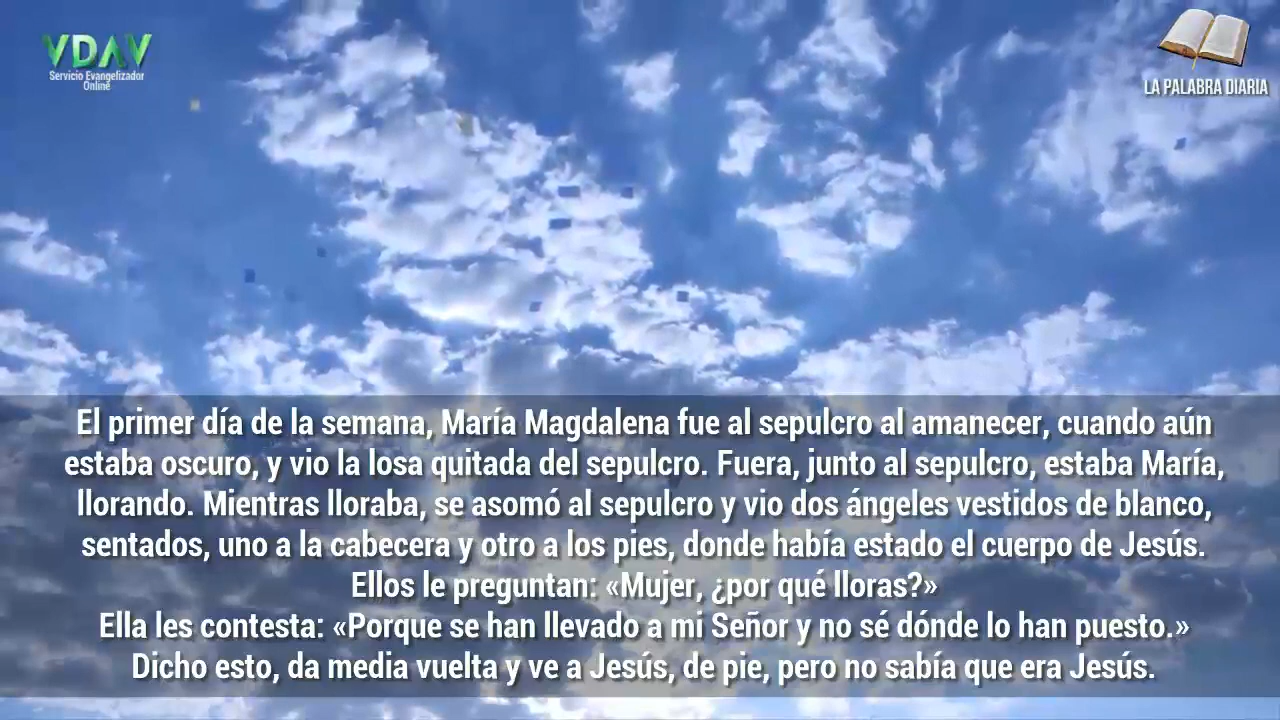 VDAV
Servicio Evangelizador
Online
LA PALABRA DIARIA
El primer día de la semana, María Magdalena fue al sepulcro al amanecer, cuando aún
estaba oscuro, y vio la losa quitada del sepulcro. Fuera, junto al sepulcro, estaba María,
llorando. Mientras lloraba, se asomó al sepulcro y vio dos ángeles vestidos de blanco,
sentados, uno a la cabecera y otro a los pies, donde había estado el cuerpo de Jesús.
Ellos le preguntan: «Mujer, ¿por qué lloras?»
Ella les contesta: «Porque se han llevado a mi Señor y no sé dónde lo han puesto.»
Dicho esto, da media vuelta y ve a Jesús, de pie, pero no sabía que era Jesús.